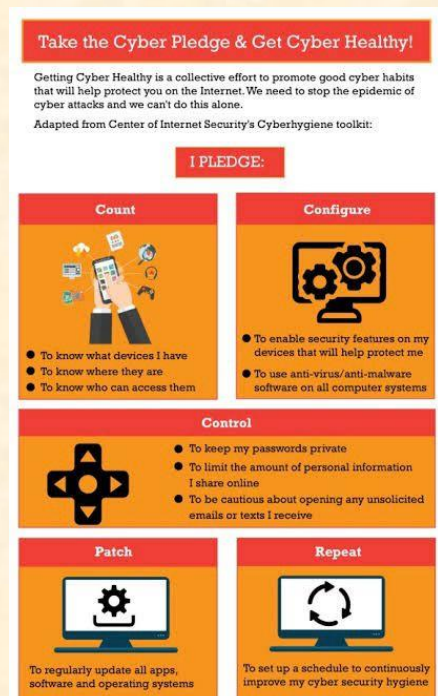 Take the Cyber Pledge & Get Cyber Healthy!
Getting Cyber Healthy is a collective effort to promote good cyber habits
that will help protect you on the Internet. We need to stop the epidemic of
cyber attacks and we can't do this alone.
Adapted from Center of Internet Security's Cyberhygiene toolkit:
I PLEDGE:
Count
● To know what devices I have
● To know where they are
● To know who can access them
Configure
● To enable security features on my
devices that will help protect me
● To use anti-virus/anti-malware
software on all computer systems
Control
● To keep my passwords private
● To limit the amount of personal information
I share online
● To be cautious about opening any unsolicited
emails or texts I receive
Patch
To regularly update all apps,
software and operating systems
Repeat
To set up a schedule to continuously
improve my cyber security hygiene